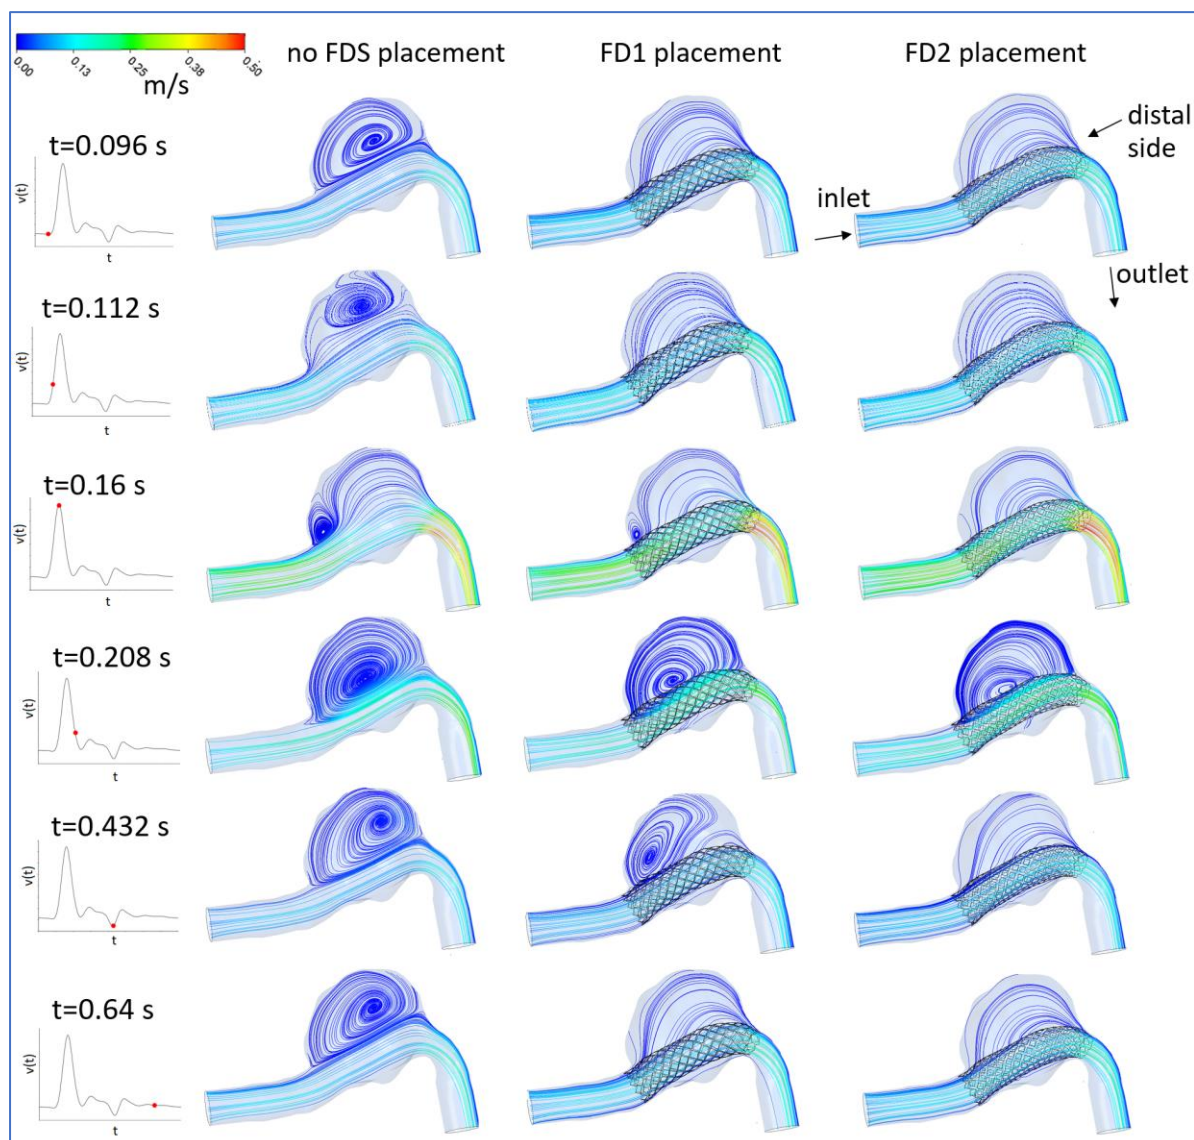 0.00 0.13 0.25 0.38 0.50
m/s
no FDS placement FD1 placement FD2 placement
t=0.096 s
v(t)
t
distal
side
inlet
outlet
t=0.112 s
v(t)
t
t=0.16 s
v(t)
t
t=0.208 s
v(t)
t
t=0.432 s
v(t)
t
t=0.64 s
v(t)
t